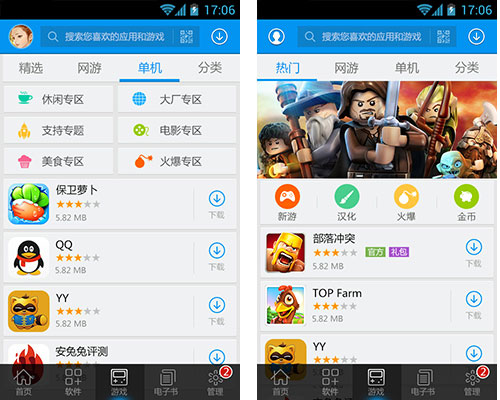 17:06
搜索您喜欢的应用和游戏
精选 网游 单机 分类
休闲专区 大厂专区
支持专题 电影专区
美食专区 火爆专区
保卫萝卜
5.82 MB
下载
QQ
5.82 MB
下载
YY
5.82 MB
下载
安兔兔评测
5.82 MB
下载
首页 软件 游戏 电子书 管理
2
17:06
搜索您喜欢的应用和游戏
热门 网游 单机 分类
新游 汉化 火爆 金币
部落冲突
官方 礼包
5.82 MB
下载
TOP Farm
5.82 MB
下载
YY
下载
首页 软件 游戏 电子书 管理
2